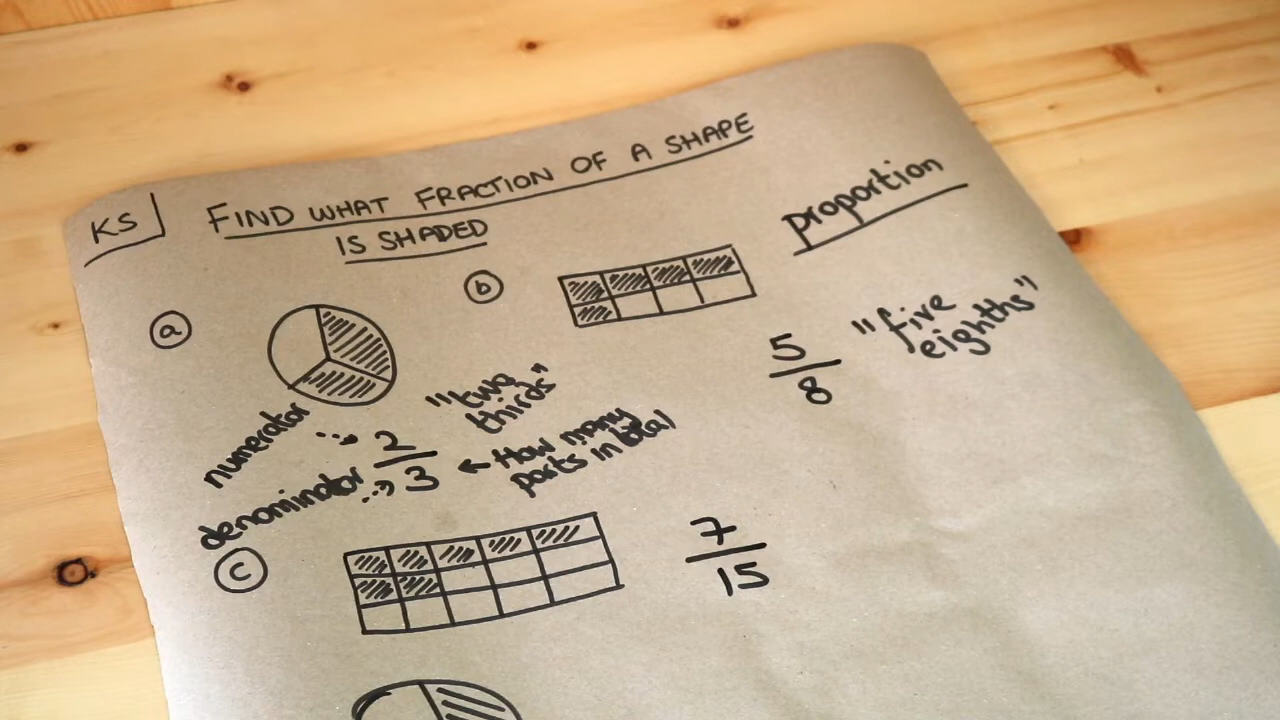 KS
FIND WHAT FRACTION OF A SHAPE
IS SHADED
proportion
a
b
5
8
"five
eighths"
"two
thirds"
numerator
2
3
denominator
← How many
parts in total
c
7
15